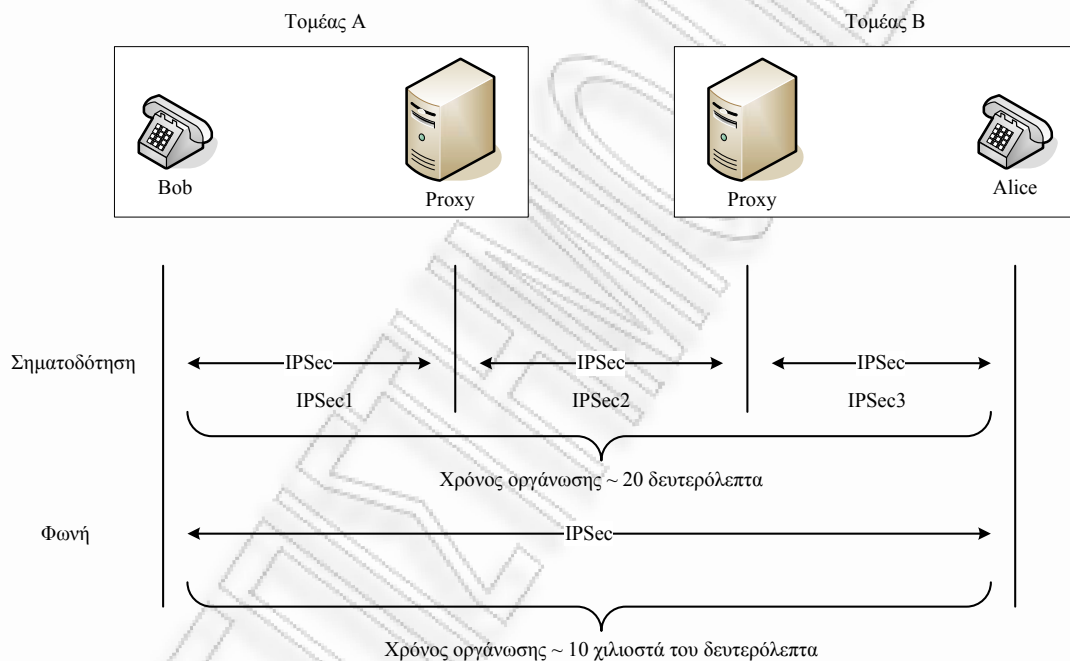 Τομέας Α
Τομέας Β
Bob
Proxy
Proxy
Alice
Σηματοδότηση
IPSec
IPSec
IPSec
IPSec1
IPSec2
IPSec3
Χρόνος οργάνωσης ~ 20 δευτερόλεπτα
Φωνή
IPSec
Χρόνος οργάνωσης ~ 10 χιλιοστά του δευτερόλεπτα